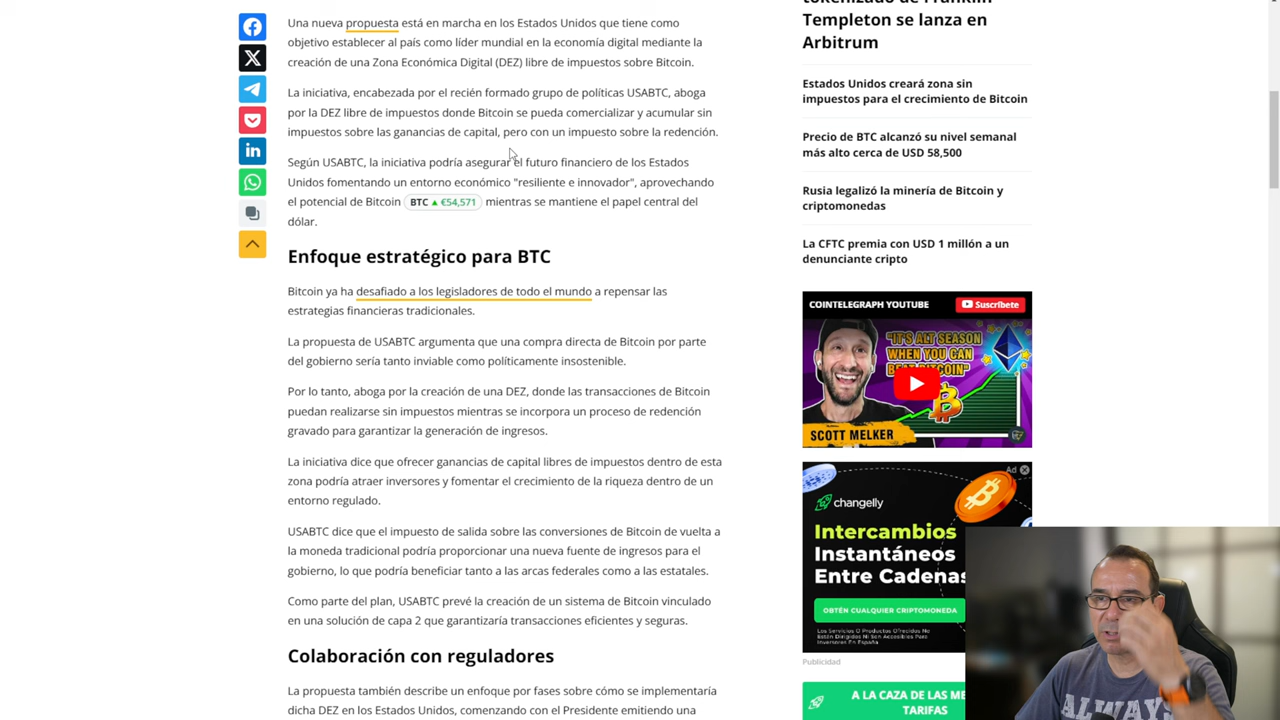 Una nueva propuesta está en marcha en los Estados Unidos que tiene como
objetivo establecer al país como líder mundial en la economía digital mediante la
creación de una Zona Económica Digital (DEZ) libre de impuestos sobre Bitcoin.
La iniciativa, encabezada por el recién formado grupo de políticas USABTC, aboga
por la DEZ libre de impuestos donde Bitcoin se pueda comercializar y acumular sin
impuestos sobre las ganancias de capital, pero con un impuesto sobre la redención.
Según USABTC, la iniciativa podría asegurar el futuro financiero de los Estados
Unidos fomentando un entorno económico "resiliente e innovador", aprovechando
el potencial de Bitcoin BTC ▲ €54,571 mientras se mantiene el papel central del
dólar.
Enfoque estratégico para BTC
Bitcoin ya ha desafiado a los legisladores de todo el mundo a repensar las
estrategias financieras tradicionales.
La propuesta de USABTC argumenta que una compra directa de Bitcoin por parte
del gobierno sería tanto inviable como políticamente insostenible.
Por lo tanto, aboga por la creación de una DEZ, donde las transacciones de Bitcoin
puedan realizarse sin impuestos mientras se incorpora un proceso de redención
gravado para garantizar la generación de ingresos.
La iniciativa dice que ofrecer ganancias de capital libres de impuestos dentro de esta
zona podría atraer inversores y fomentar el crecimiento de la riqueza dentro de un
entorno regulado.
USABTC dice que el impuesto de salida sobre las conversiones de Bitcoin de vuelta a
la moneda tradicional podría proporcionar una nueva fuente de ingresos para el
gobierno, lo que podría beneficiar tanto a las arcas federales como a las estatales.
Como parte del plan, USABTC prevé la creación de un sistema de Bitcoin vinculado
en una solución de capa 2 que garantizaría transacciones eficientes y seguras.
Colaboración con reguladores
La propuesta también describe un enfoque por fases sobre cómo se implementaría
dicha DEZ en los Estados Unidos, comenzando con el Presidente emitiendo una
tokenizado de Franklin
Templeton se lanza en
Arbitrum
Estados Unidos creará zona sin
impuestos para el crecimiento de Bitcoin
Precio de BTC alcanzó su nivel semanal
más alto cerca de USD 58,500
Rusia legalizó la minería de Bitcoin y
criptomonedas
La CFTC premia con USD 1 millón a un
denunciante cripto
COINTELEGRAPH YOUTUBE
Suscríbete
"IT'S ALT SEASON
WHEN YOU CAN
BEAT BITCOIN"
SCOTT MELKER
Ad
changelly
Intercambios
Instantáneos
Entre Cadenas
OBTÉN CUALQUIER CRIPTOMONEDA
Los Servicios O Productos Ofrecidos No
Están Dirigidos Ni Son Accesibles Para
Inversores En España
Publicidad
A LA CAZA DE LAS ME
TARIFAS
ALWAYS